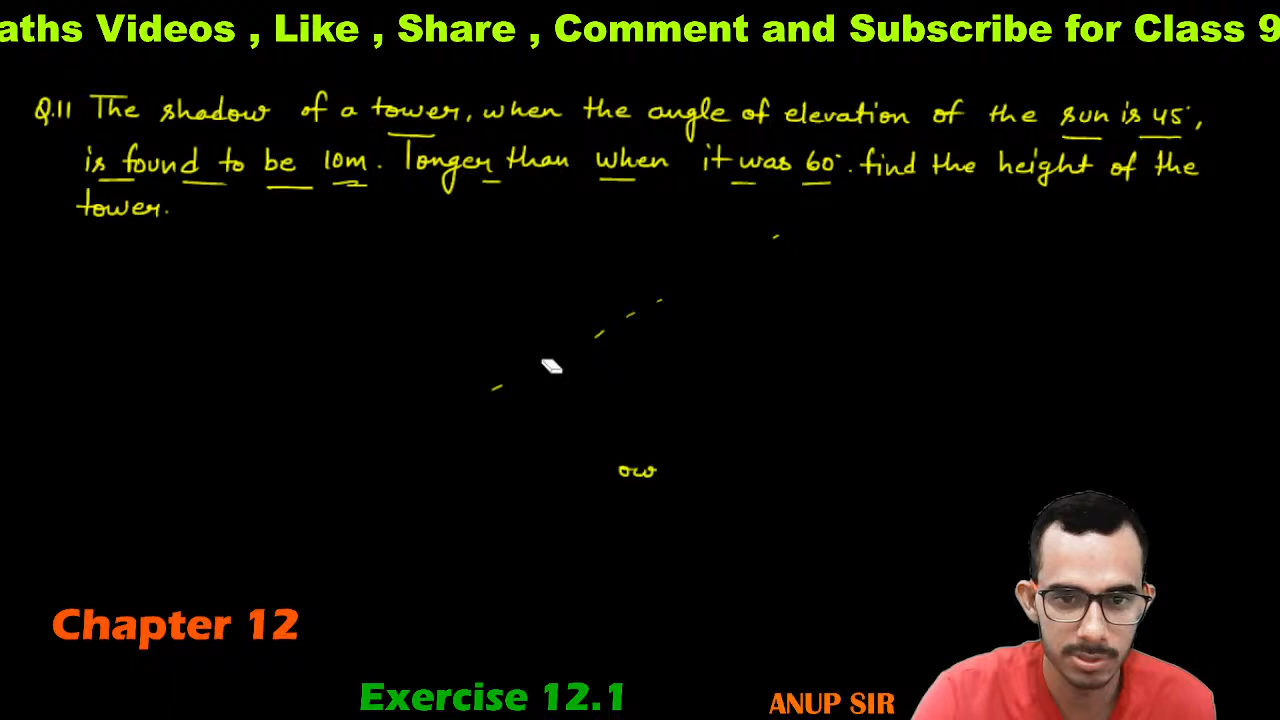 aths Videos , Like , Share , Comment and Subscribe for Class 9
Q.11 The shadow of a tower, when the angle of elevation of the sun is 45°,
is found to be 10m. Longer than when it was 60°. find the height of the
tower.
ow
Chapter 12
Exercise 12.1
ANUP SIR